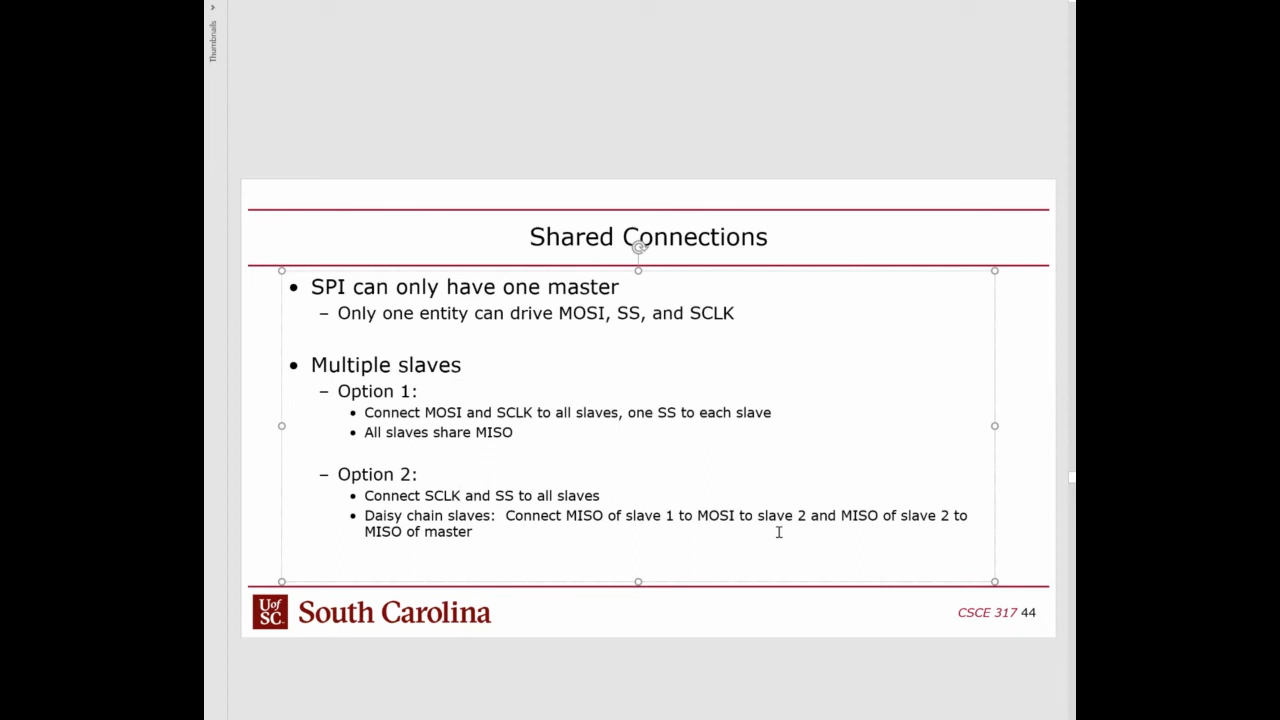 Thumbnails
Shared Connections
• SPI can only have one master
– Only one entity can drive MOSI, SS, and SCLK
• Multiple slaves
– Option 1:
• Connect MOSI and SCLK to all slaves, one SS to each slave
• All slaves share MISO
– Option 2:
• Connect SCLK and SS to all slaves
• Daisy chain slaves:  Connect MISO of slave 1 to MOSI to slave 2 and MISO of slave 2 to
MISO of master
U of
SC
South Carolina
CSCE 317 44